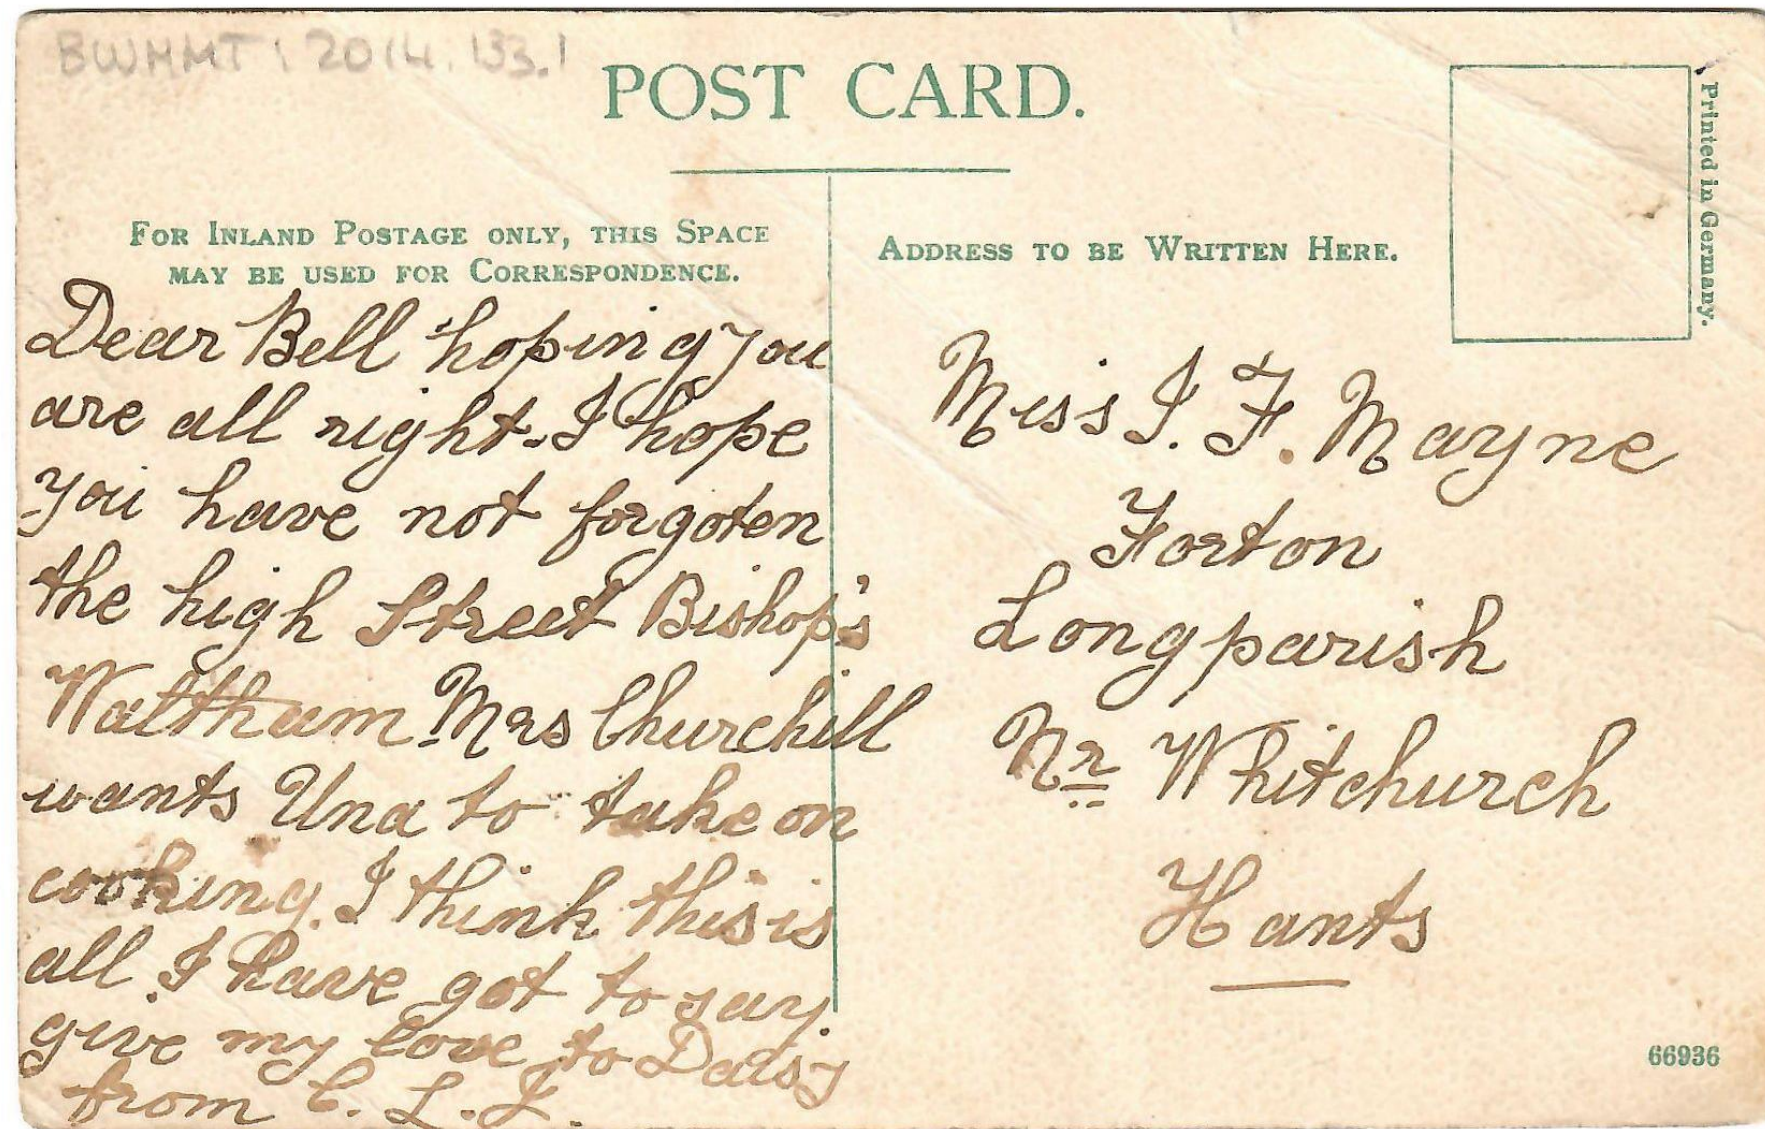 BWMMT : 2014.133.1
POST CARD.
Printed in Germany.
FOR INLAND POSTAGE ONLY, THIS SPACE
MAY BE USED FOR CORRESPONDENCE.
ADDRESS TO BE WRITTEN HERE.
Dear Bell hoping you
are all right. I hope
you have not forgoten
the high Street Bishop's
Waltham. Mrs Churchill
wants Una to take on
cooking. I think this is
all I have got to say.
give my love to Daisy
from C. L. I.
Miss I. F. Mayne
Forton
Longparish
Nr Whitchurch
Hants
66936